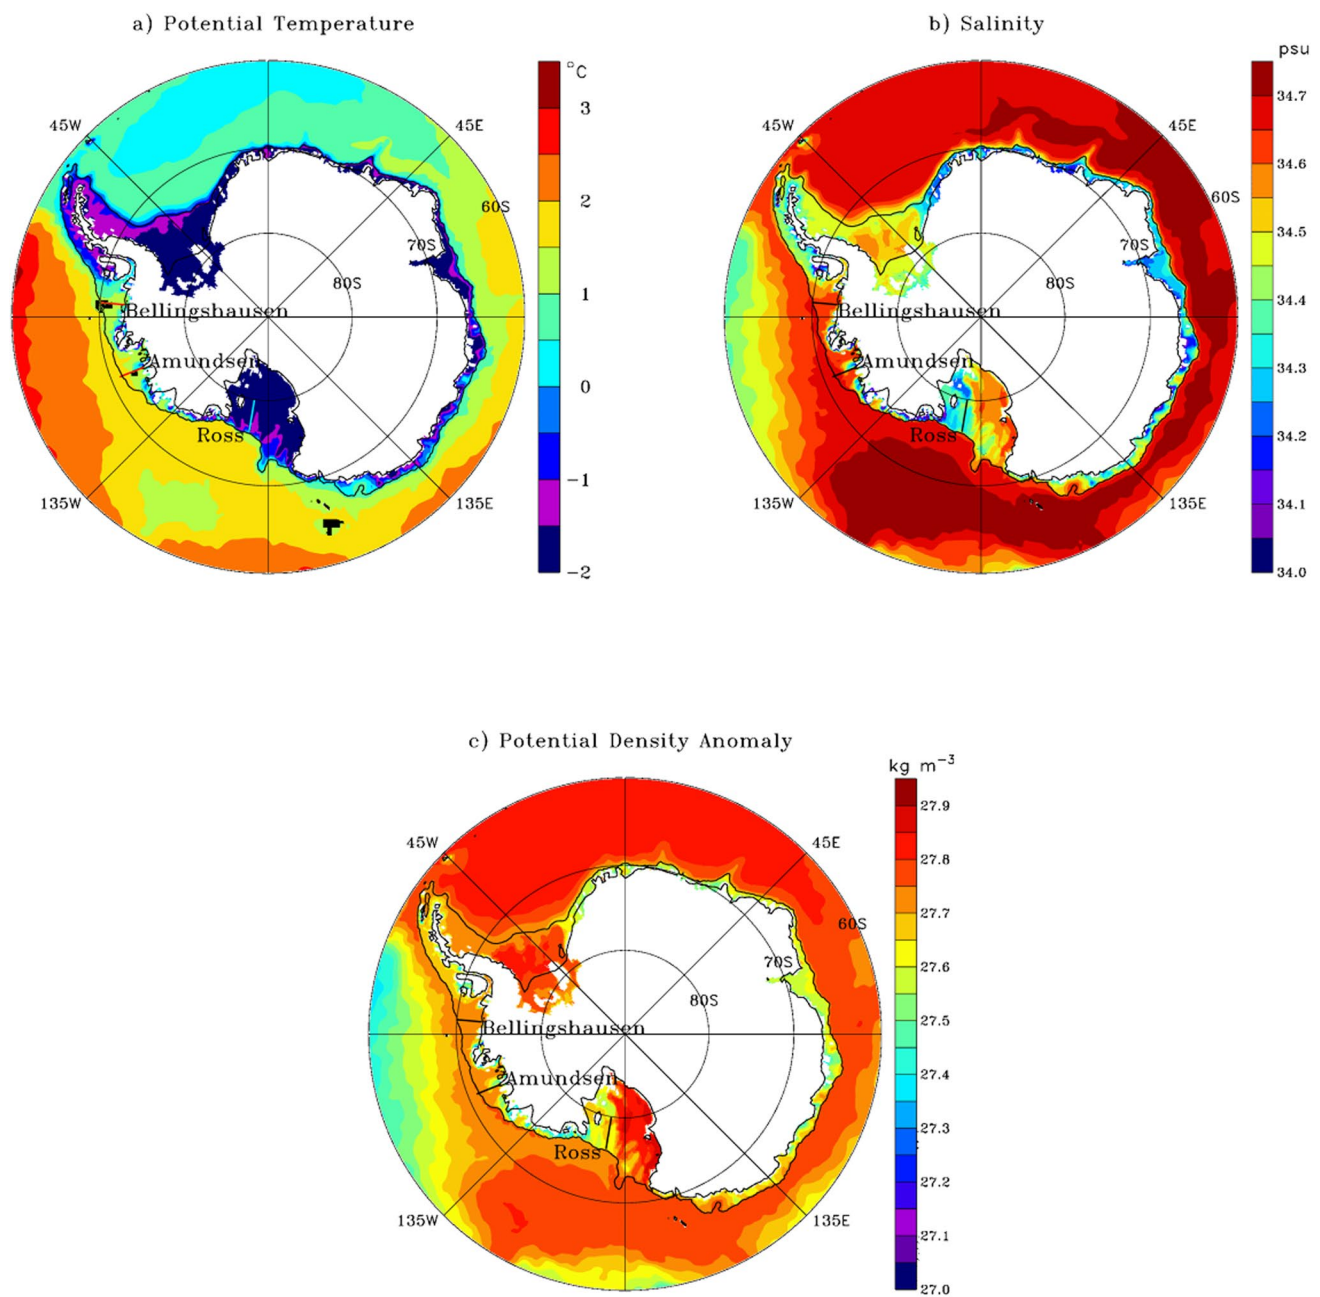 a) Potential Temperature
b) Salinity
°C
3
2
1
0
-1
-2
45W
45E
60S
70S
80S
Bellingshausen
Amundsen
Ross
135W
135E
psu
34.7
34.6
34.5
34.4
34.3
34.2
34.1
34.0
45W
45E
60S
70S
80S
Bellingshausen
Amundsen
Ross
135W
135E
c) Potential Density Anomaly
kg m⁻³
27.9
27.8
27.7
27.6
27.5
27.4
27.3
27.2
27.1
27.0
45W
45E
60S
70S
80S
Bellingshausen
Amundsen
Ross
135W
135E